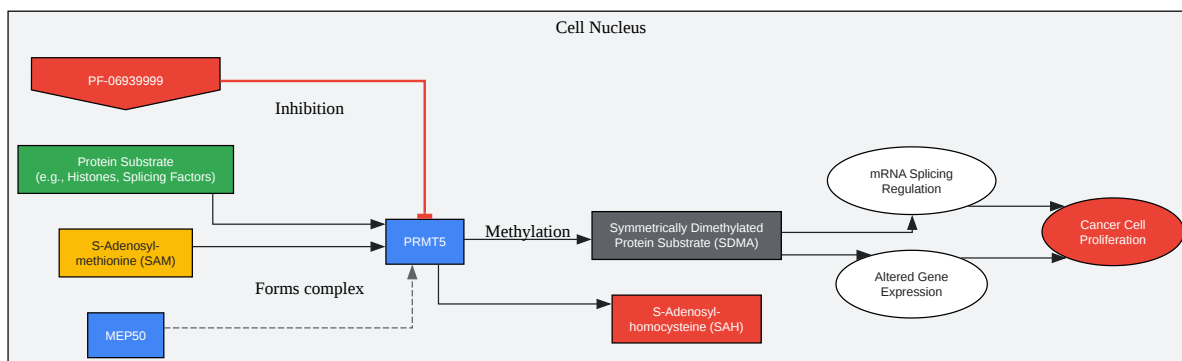 Cell Nucleus
PF-06939999
Inhibition
Protein Substrate
(e.g., Histones, Splicing Factors)
mRNA Splicing
Regulation
S-Adenosyl-
methionine (SAM)
PRMT5
Methylation
Symmetrically Dimethylated
Protein Substrate (SDMA)
Cancer Cell
Proliferation
Forms complex
Altered Gene
Expression
MEP50
S-Adenosyl-
homocysteine (SAH)